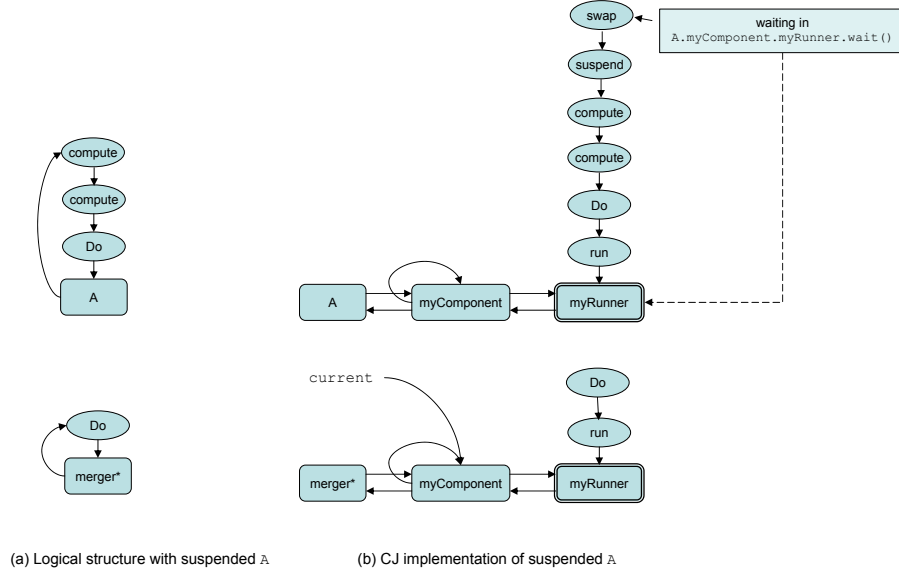 swap
waiting in
A.myComponent.myRunner.wait()
suspend
compute
compute
Do
run
A
myComponent
myRunner
compute
compute
Do
A
current
Do
run
merger*
myComponent
myRunner
Do
merger*
(a) Logical structure with suspended A
(b) CJ implementation of suspended A